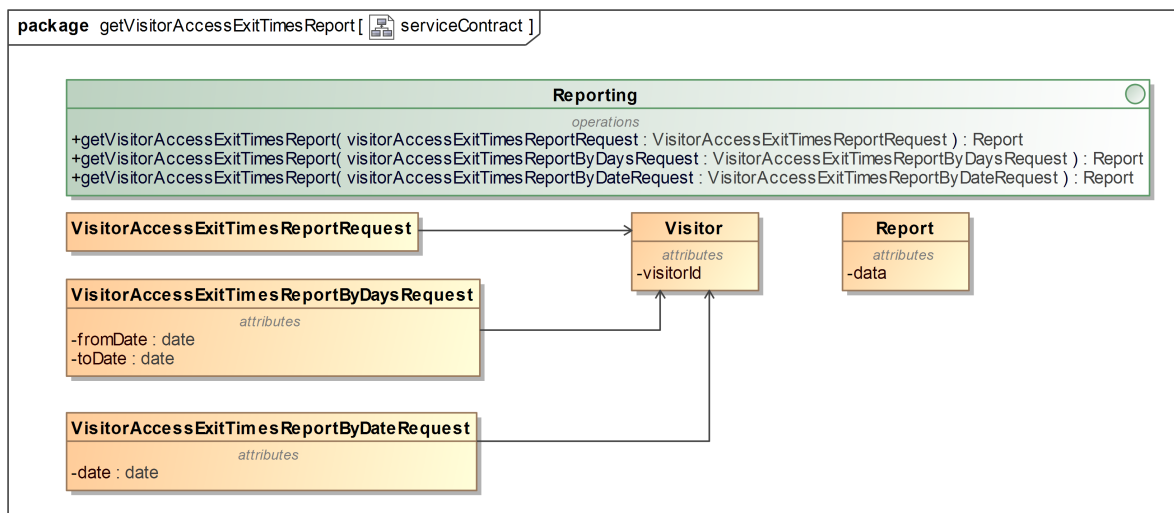 package getVisitorAccessExitTimesReport [ serviceContract ]
Reporting
operations
+getVisitorAccessExitTimesReport( visitorAccessExitTimesReportRequest : VisitorAccessExitTimesReportRequest ) : Report
+getVisitorAccessExitTimesReport( visitorAccessExitTimesReportByDaysRequest : VisitorAccessExitTimesReportByDaysRequest ) : Report
+getVisitorAccessExitTimesReport( visitorAccessExitTimesReportByDateRequest : VisitorAccessExitTimesReportByDateRequest ) : Report
VisitorAccessExitTimesReportRequest
Visitor
attributes
-visitorId
Report
attributes
-data
VisitorAccessExitTimesReportByDaysRequest
attributes
-fromDate : date
-toDate : date
VisitorAccessExitTimesReportByDateRequest
attributes
-date : date